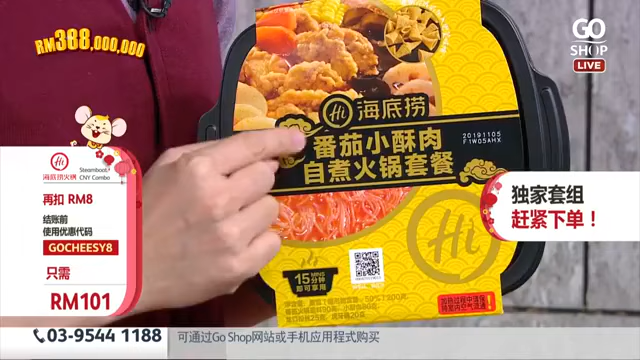 RM388,000,000
GO
SHOP
LIVE
Hi 海底捞
番茄小酥肉
自煮火锅套餐
20191105
F1W05AHX
Hi
海底捞火锅
Steamboat
CNY Combo
再扣 RM8
结账前
使用优惠代码
GOCHEESY8
只需
RM101
独家套组
赶紧下单！
Hi
15 MINS
分钟
即可享用
03-9544 1188
可通过Go Shop网站或手机应用程式购买